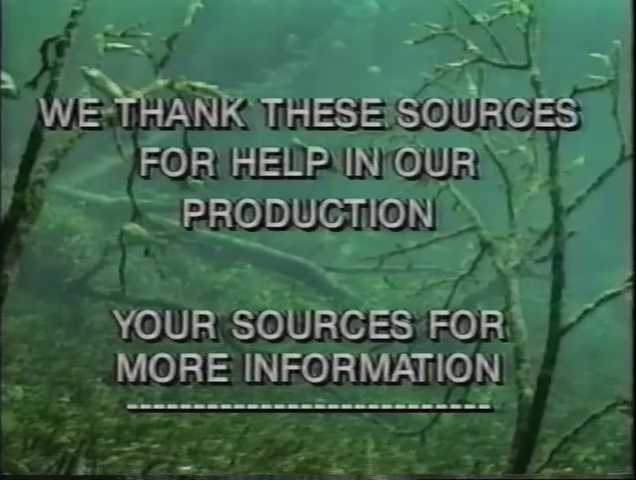 WE THANK THESE SOURCES
FOR HELP IN OUR
PRODUCTION
YOUR SOURCES FOR
MORE INFORMATION
----------------------------